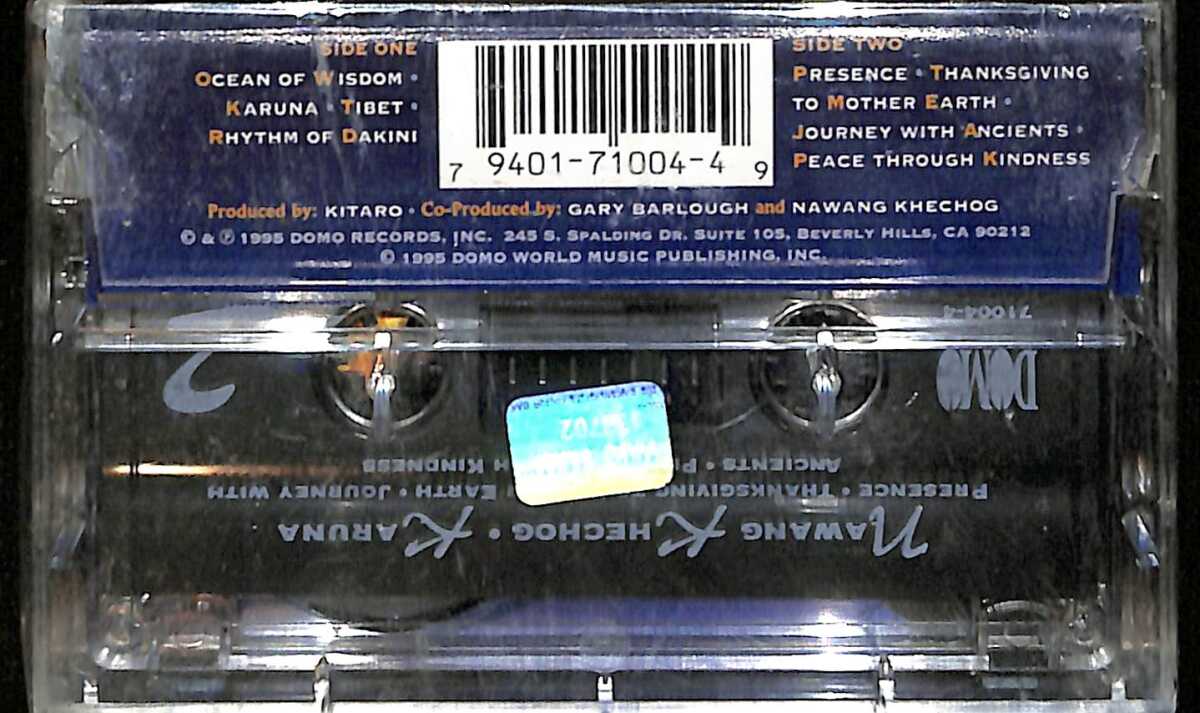 SIDE ONE
OCEAN OF WISDOM •
KARUNA • TIBET •
RHYTHM OF DAKINI
7 9401-71004-4 9
SIDE TWO
PRESENCE • THANKSGIVING
TO MOTHER EARTH •
JOURNEY WITH ANCIENTS •
PEACE THROUGH KINDNESS
Produced by: KITARO • Co-Produced by: GARY BARLOUGH and NAWANG KHECHOG
© & ℗ 1995 DOMO RECORDS, INC. 245 S. SPALDING DR. SUITE 105, BEVERLY HILLS, CA 90212
© 1995 DOMO WORLD MUSIC PUBLISHING, INC.
NAWANG KHECHOG • KARUNA
PRESENCE • THANKSGIVING EARTH • JOURNEY WITH
ANCIENTS • KINDNESS
DOMO
71004-4
2